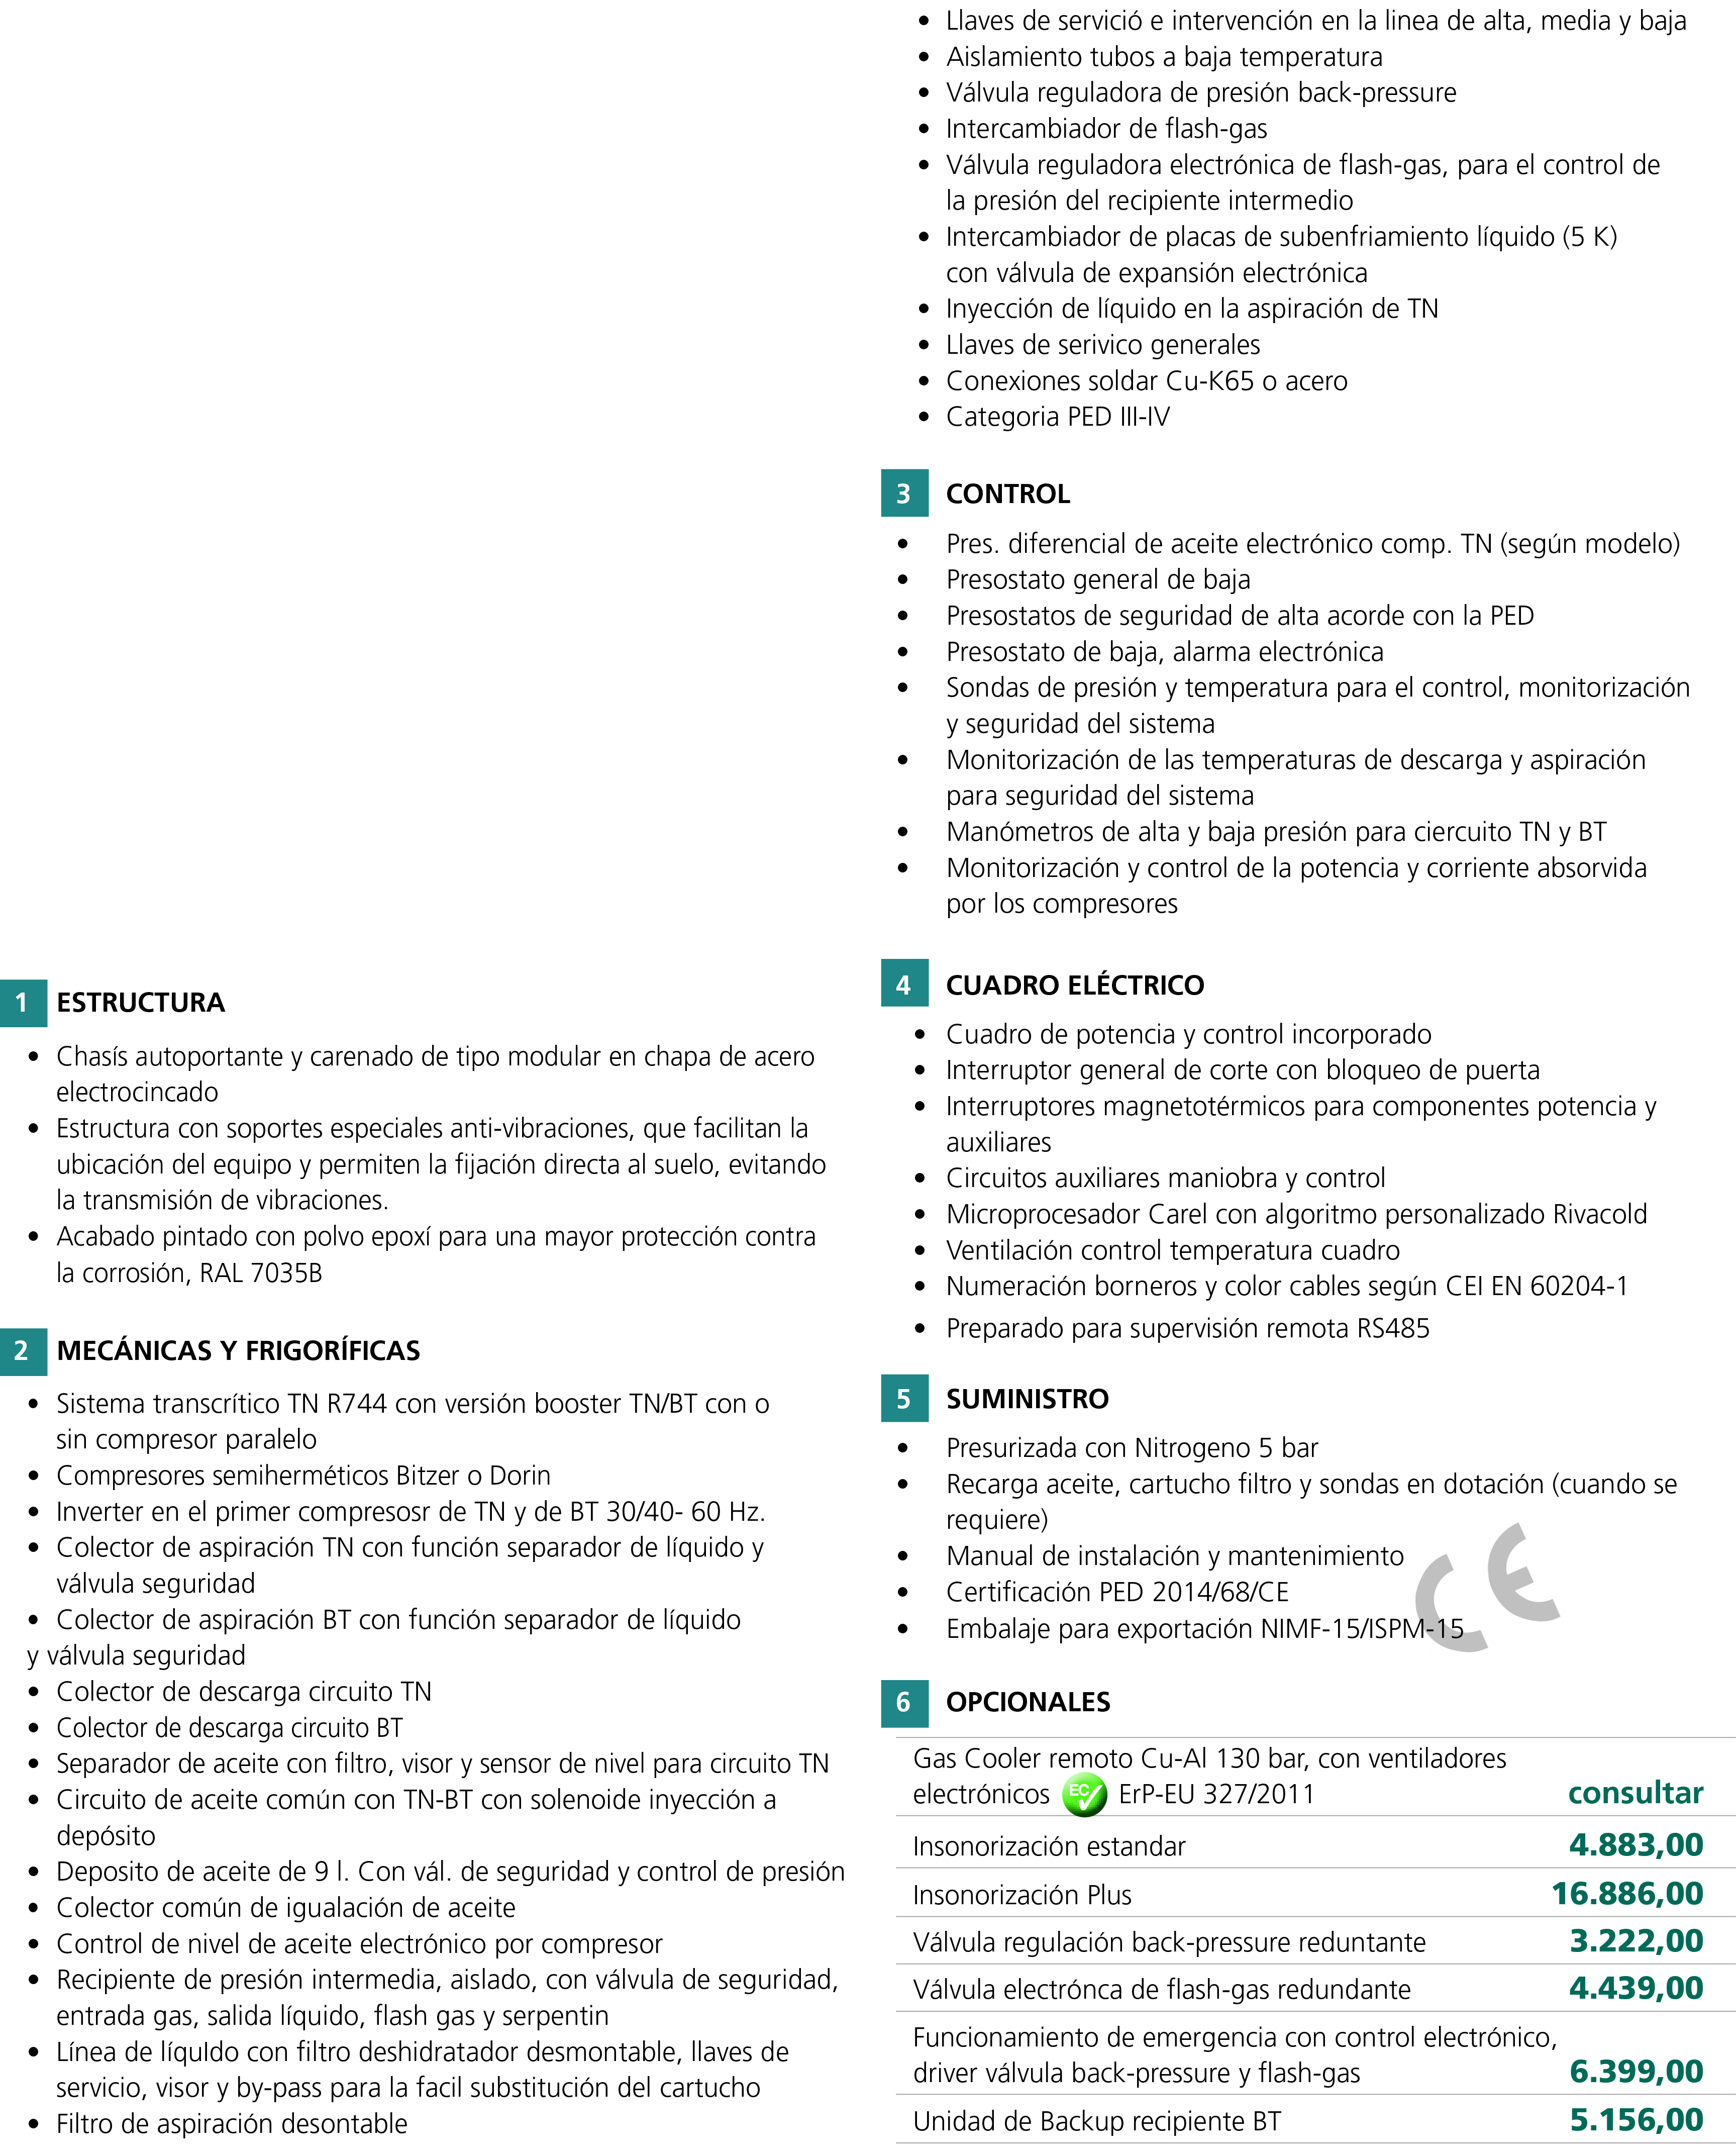 1 ESTRUCTURA
• Chasís autoportante y carenado de tipo modular en chapa de acero
electrocincado
• Estructura con soportes especiales anti-vibraciones, que facilitan la
ubicación del equipo y permiten la fijación directa al suelo, evitando
la transmisión de vibraciones.
• Acabado pintado con polvo epoxí para una mayor protección contra
la corrosión, RAL 7035B
2 MECÁNICAS Y FRIGORÍFICAS
• Sistema transcrítico TN R744 con versión booster TN/BT con o
sin compresor paralelo
• Compresores semiherméticos Bitzer o Dorin
• Inverter en el primer compresosr de TN y de BT 30/40- 60 Hz.
• Colector de aspiración TN con función separador de líquido y
válvula seguridad
• Colector de aspiración BT con función separador de líquido
y válvula seguridad
• Colector de descarga circuito TN
• Colector de descarga circuito BT
• Separador de aceite con filtro, visor y sensor de nivel para circuito TN
• Circuito de aceite común con TN-BT con solenoide inyección a
depósito
• Deposito de aceite de 9 l. Con vál. de seguridad y control de presión
• Colector común de igualación de aceite
• Control de nivel de aceite electrónico por compresor
• Recipiente de presión intermedia, aislado, con válvula de seguridad,
entrada gas, salida líquido, flash gas y serpentin
• Línea de líquIdo con filtro deshidratador desmontable, llaves de
servicio, visor y by-pass para la facil substitución del cartucho
• Filtro de aspiración desontable
• Llaves de servició e intervención en la linea de alta, media y baja
• Aislamiento tubos a baja temperatura
• Válvula reguladora de presión back-pressure
• Intercambiador de flash-gas
• Válvula reguladora electrónica de flash-gas, para el control de
la presión del recipiente intermedio
• Intercambiador de placas de subenfriamiento líquido (5 K)
con válvula de expansión electrónica
• Inyección de líquido en la aspiración de TN
• Llaves de serivico generales
• Conexiones soldar Cu-K65 o acero
• Categoria PED III-IV
3 CONTROL
• Pres. diferencial de aceite electrónico comp. TN (según modelo)
• Presostato general de baja
• Presostatos de seguridad de alta acorde con la PED
• Presostato de baja, alarma electrónica
• Sondas de presión y temperatura para el control, monitorización
y seguridad del sistema
• Monitorización de las temperaturas de descarga y aspiración
para seguridad del sistema
• Manómetros de alta y baja presión para ciercuito TN y BT
• Monitorización y control de la potencia y corriente absorvida
por los compresores
4 CUADRO ELÉCTRICO
• Cuadro de potencia y control incorporado
• Interruptor general de corte con bloqueo de puerta
• Interruptores magnetotérmicos para componentes potencia y
auxiliares
• Circuitos auxiliares maniobra y control
• Microprocesador Carel con algoritmo personalizado Rivacold
• Ventilación control temperatura cuadro
• Numeración borneros y color cables según CEI EN 60204-1
• Preparado para supervisión remota RS485
5 SUMINISTRO
• Presurizada con Nitrogeno 5 bar
• Recarga aceite, cartucho filtro y sondas en dotación (cuando se
requiere)
• Manual de instalación y mantenimiento
• Certificación PED 2014/68/CE
• Embalaje para exportación NIMF-15/ISPM-15
CE
6 OPCIONALES
Gas Cooler remoto Cu-Al 130 bar, con ventiladores
electrónicos EC ErP-EU 327/2011 consultar
Insonorización estandar 4.883,00
Insonorización Plus 16.886,00
Válvula regulación back-pressure reduntante 3.222,00
Válvula electrónca de flash-gas redundante 4.439,00
Funcionamiento de emergencia con control electrónico,
driver válvula back-pressure y flash-gas 6.399,00
Unidad de Backup recipiente BT 5.156,00